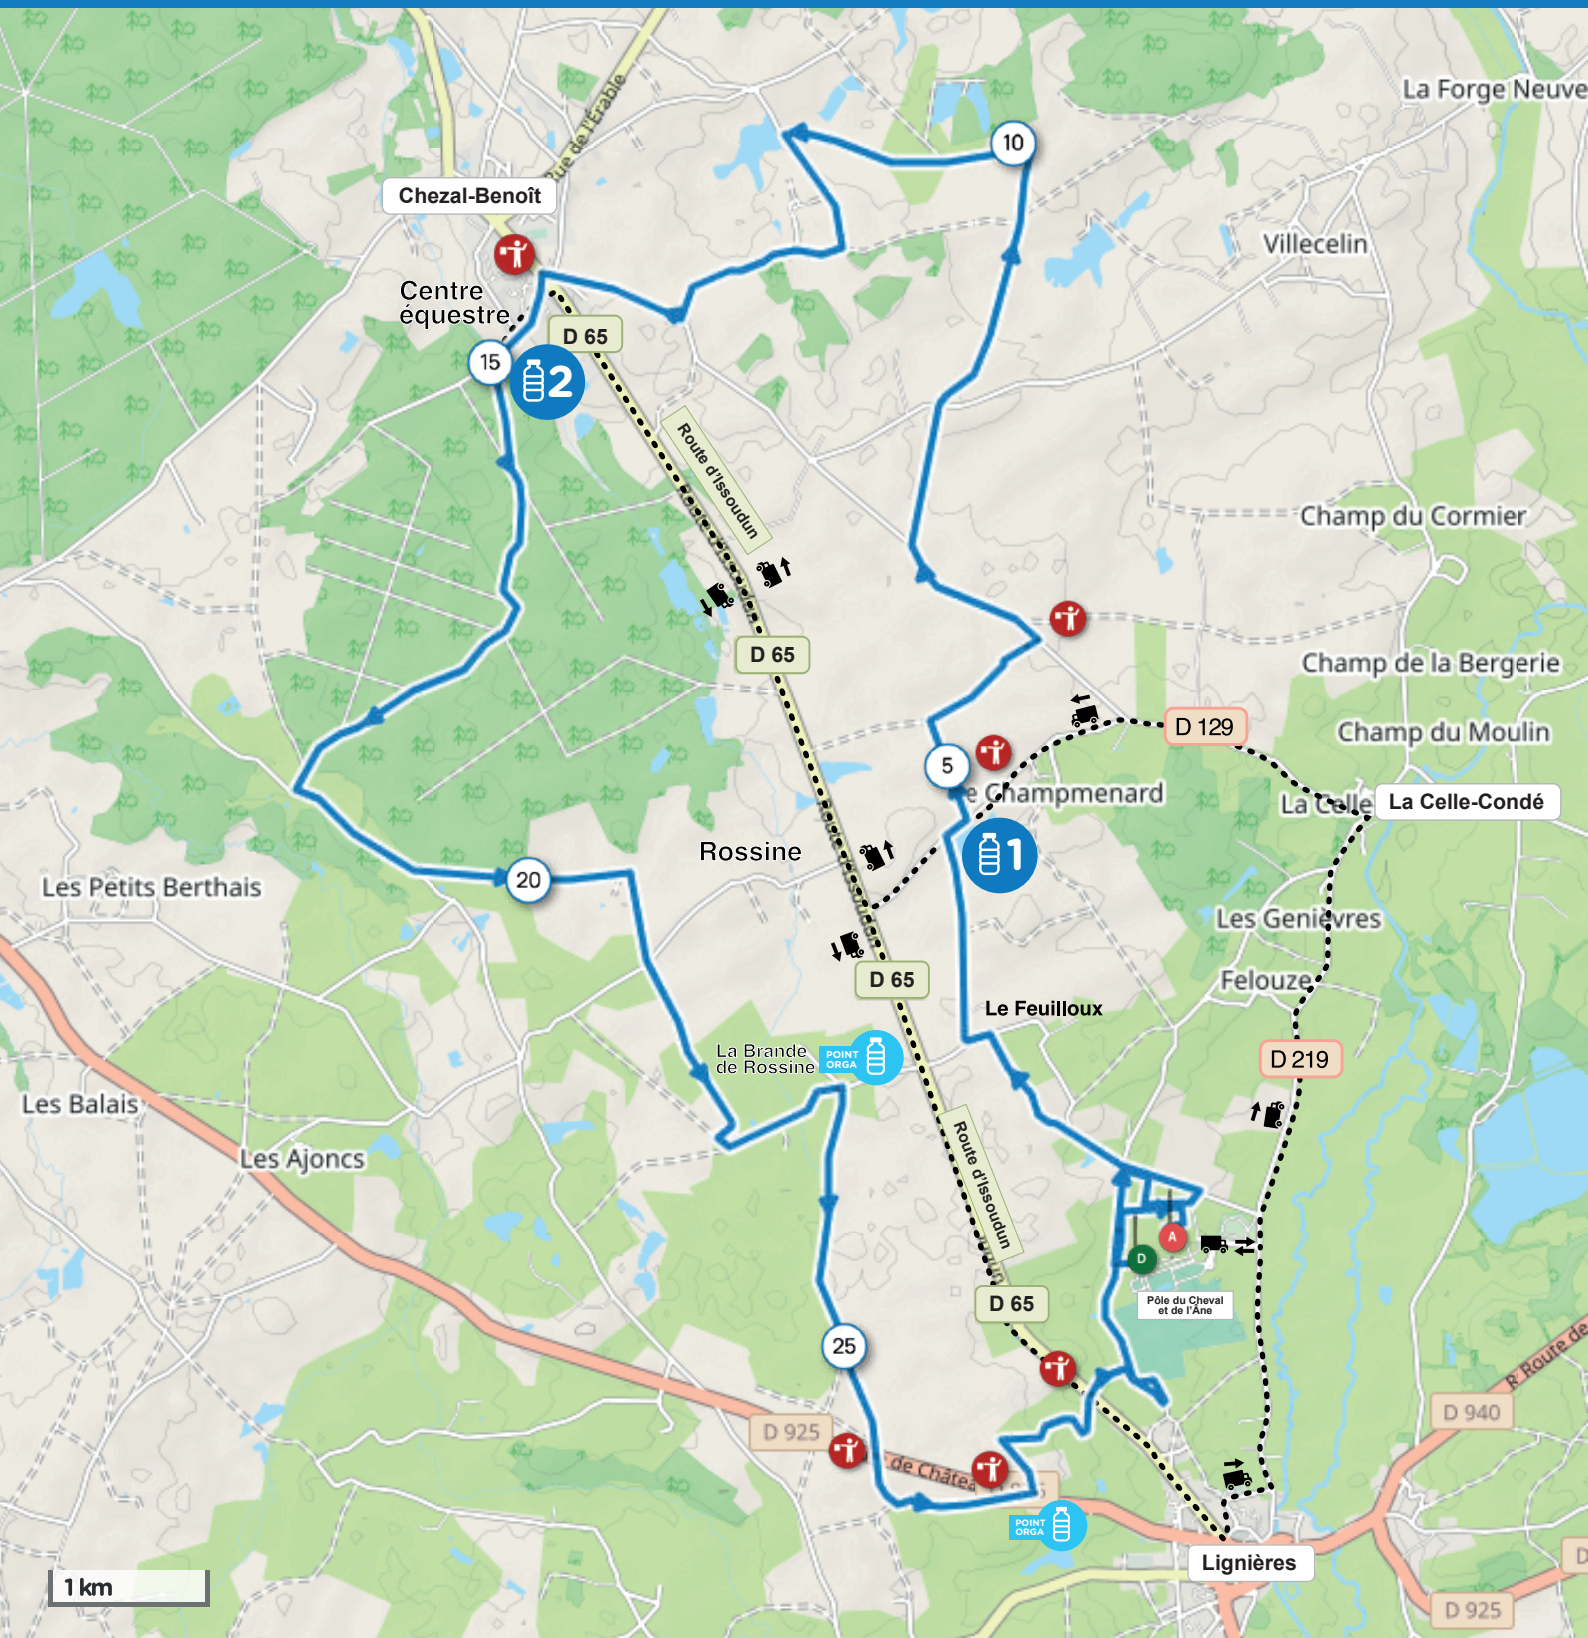 La Forge Neuve
Rue de l'Érable
10
Chezal-Benoît
Villecelin
Centre
équestre
D 65
15
2
Route d'Issoudun
Champ du Cormier
D 65
Champ de la Bergerie
D 129
Champ du Moulin
5
Champmenard
La Celle
La Celle-Condé
Rossine
1
20
Les Petits Berthais
Les Genièvres
D 65
Felouze
Le Feuilloux
La Brande
de Rossine
POINT
ORGA
D 219
Les Balais
Route d'Issoudun
Les Ajoncs
A
D
Pôle du Cheval
et de l'Âne
D 65
25
R Route de
D 940
D 925
de Châtea
POINT
ORGA
Lignières
1 km
D
D 925